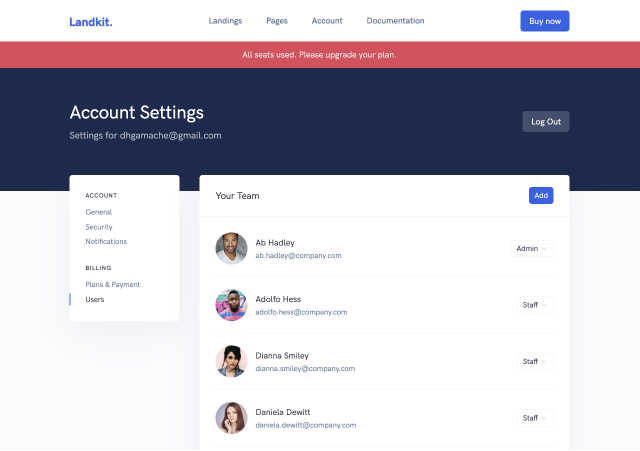 Landkit.
Landings Pages Account Documentation
Buy now
All seats used. Please upgrade your plan.
Account Settings
Settings for dhgamache@gmail.com
Log Out
ACCOUNT
General
Security
Notifications
BILLING
Plans & Payment
Users
Your Team
Add
Ab Hadley
ab.hadley@company.com
Admin
Adolfo Hess
adolfo.hess@company.com
Staff
Dianna Smiley
dianna.smiley@company.com
Staff
Daniela Dewitt
daniela.dewitt@company.com
Staff